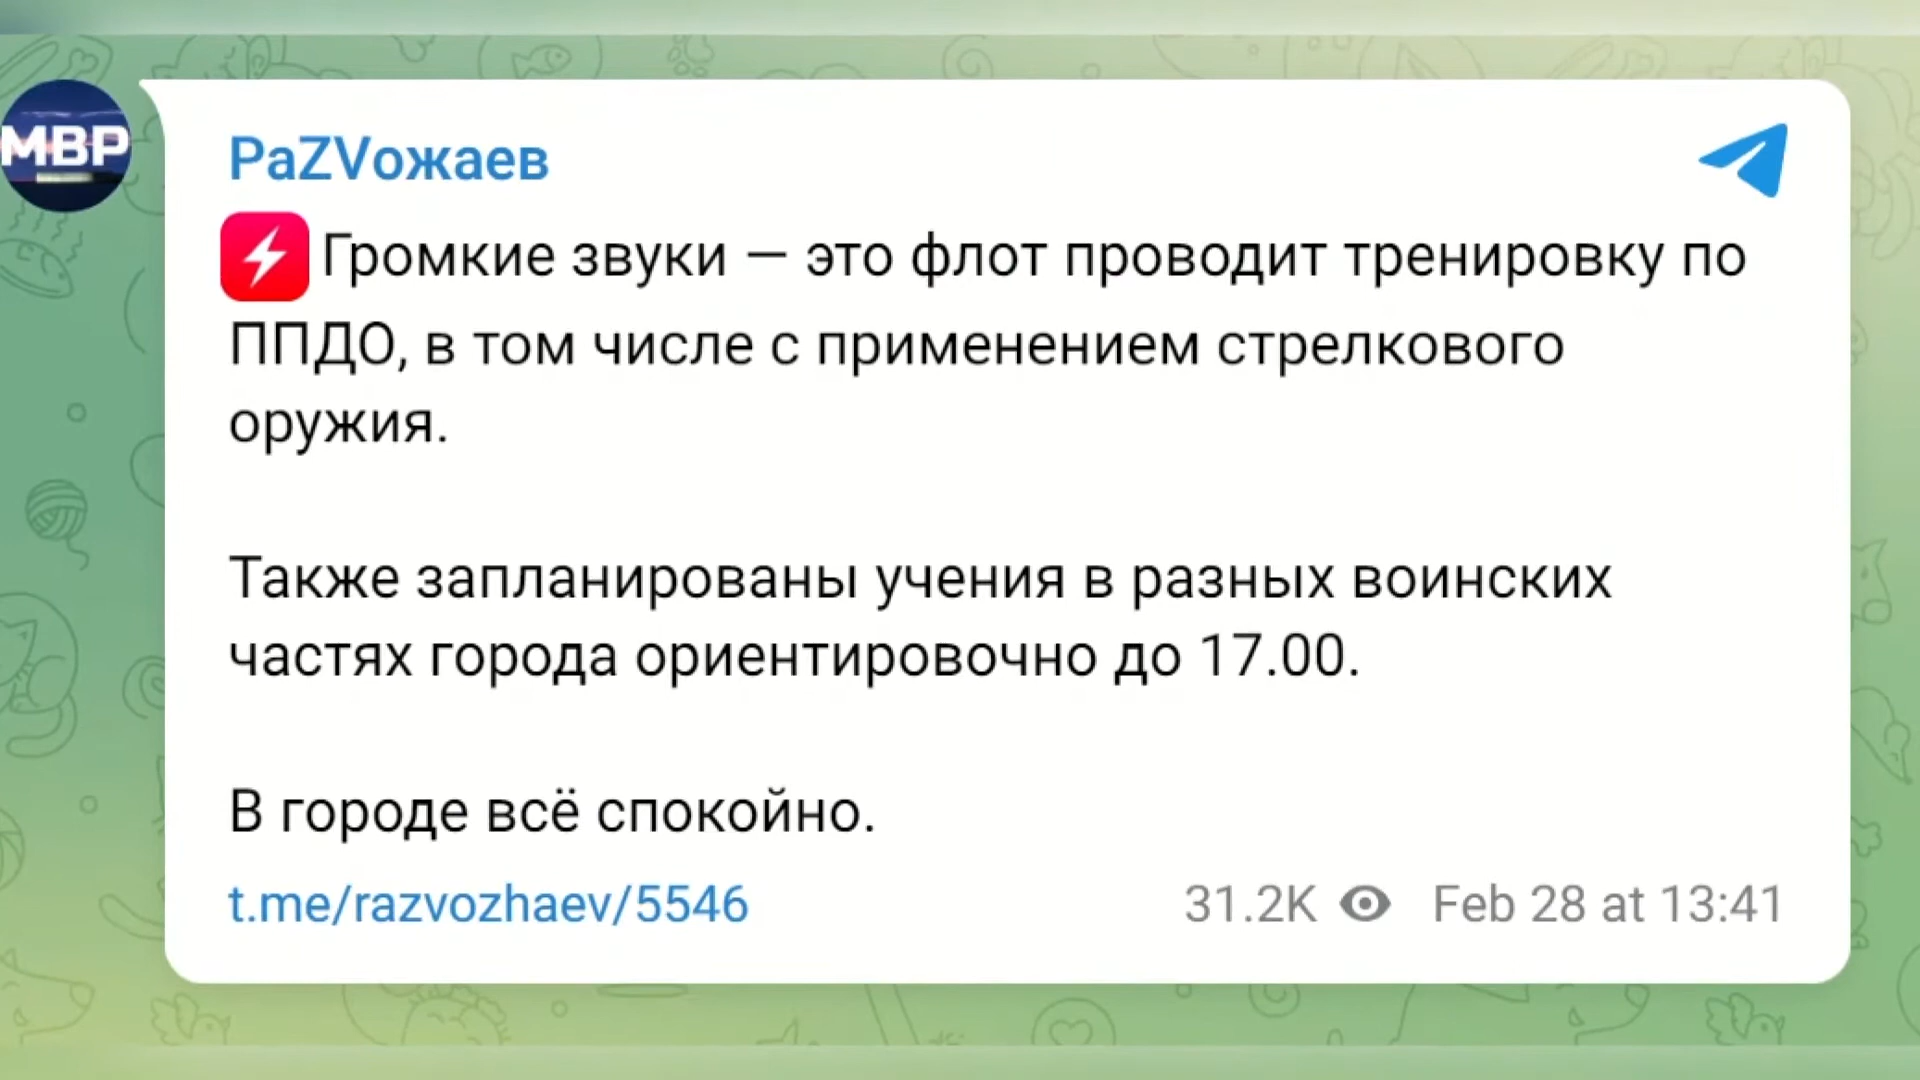 МВР
РаZVожаев
Громкие звуки — это флот проводит тренировку по
ППДО, в том числе с применением стрелкового
оружия.
Также запланированы учения в разных воинских
частях города ориентировочно до 17.00.
В городе всё спокойно.
t.me/razvozhaev/5546
31.2K Feb 28 at 13:41